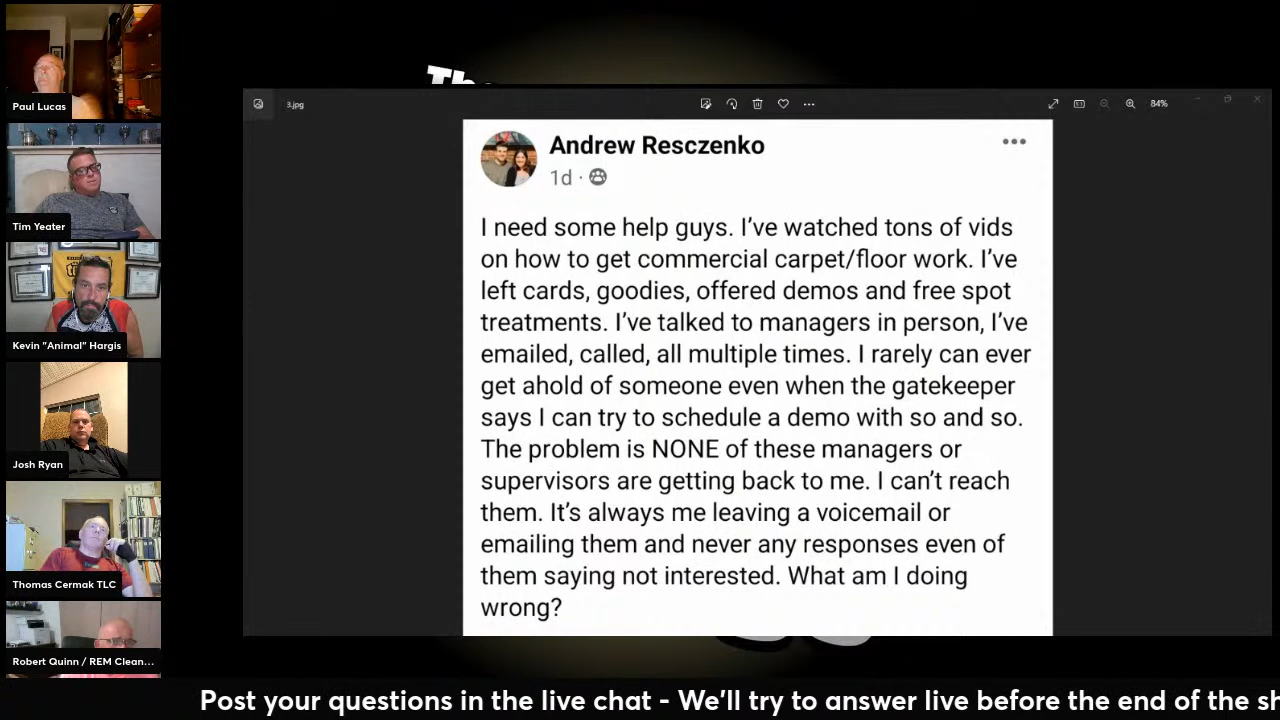 Paul Lucas
Tim Yeater
Kevin "Animal" Hargis
Josh Ryan
Thomas Cermak TLC
Robert Quinn / REM Clean…
The
3.jpg
84%
Andrew Resczenko
1d ·
I need some help guys. I've watched tons of vids
on how to get commercial carpet/floor work. I've
left cards, goodies, offered demos and free spot
treatments. I've talked to managers in person, I've
emailed, called, all multiple times. I rarely can ever
get ahold of someone even when the gatekeeper
says I can try to schedule a demo with so and so.
The problem is NONE of these managers or
supervisors are getting back to me. I can't reach
them. It's always me leaving a voicemail or
emailing them and never any responses even of
them saying not interested. What am I doing
wrong?
Post your questions in the live chat - We'll try to answer live before the end of the sh